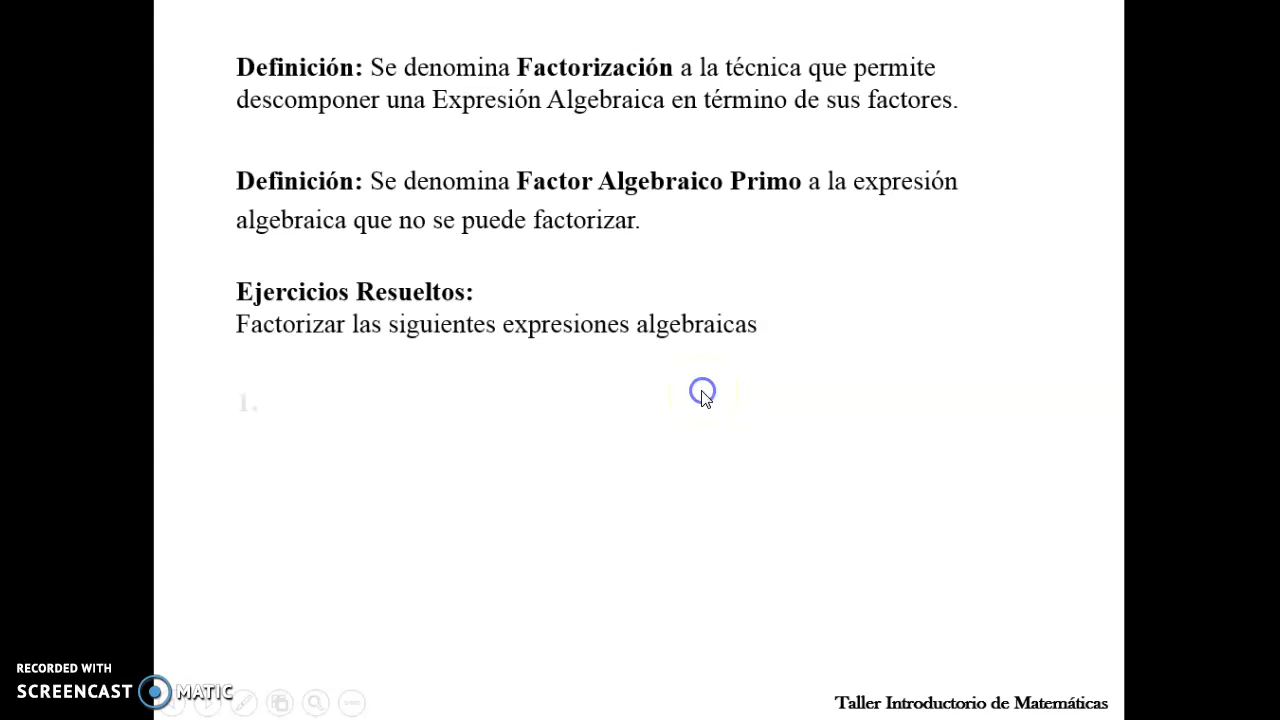 Definición: Se denomina Factorización a la técnica que permite
descomponer una Expresión Algebraica en término de sus factores.
Definición: Se denomina Factor Algebraico Primo a la expresión
algebraica que no se puede factorizar.
Ejercicios Resueltos:
Factorizar las siguientes expresiones algebraicas
1.
RECORDED WITH
SCREENCAST MATIC
Taller Introductorio de Matemáticas